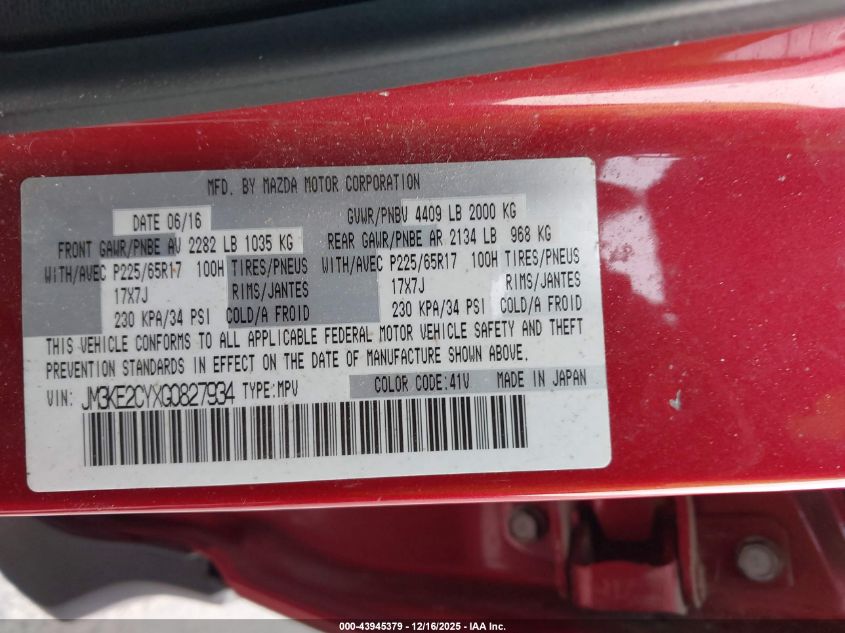 MFD. BY MAZDA MOTOR CORPORATION
DATE 06/16 GVWR/PNBV 4409 LB 2000 KG
FRONT GAWR/PNBE AV 2282 LB 1035 KG REAR GAWR/PNBE AR 2134 LB 968 KG
WITH/AVEC P225/65R17 100H TIRES/PNEUS WITH/AVEC P225/65R17 100H TIRES/PNEUS
17X7J RIMS/JANTES 17X7J RIMS/JANTES
230 KPA/34 PSI COLD/A FROID 230 KPA/34 PSI COLD/A FROID
THIS VEHICLE CONFORMS TO ALL APPLICABLE FEDERAL MOTOR VEHICLE SAFETY AND THEFT
PREVENTION STANDARDS IN EFFECT ON THE DATE OF MANUFACTURE SHOWN ABOVE.
VIN: JM3KE2CYXG0827934 TYPE:MPV COLOR CODE:41V MADE IN JAPAN
000-43945379 - 12/16/2025 - IAA Inc.